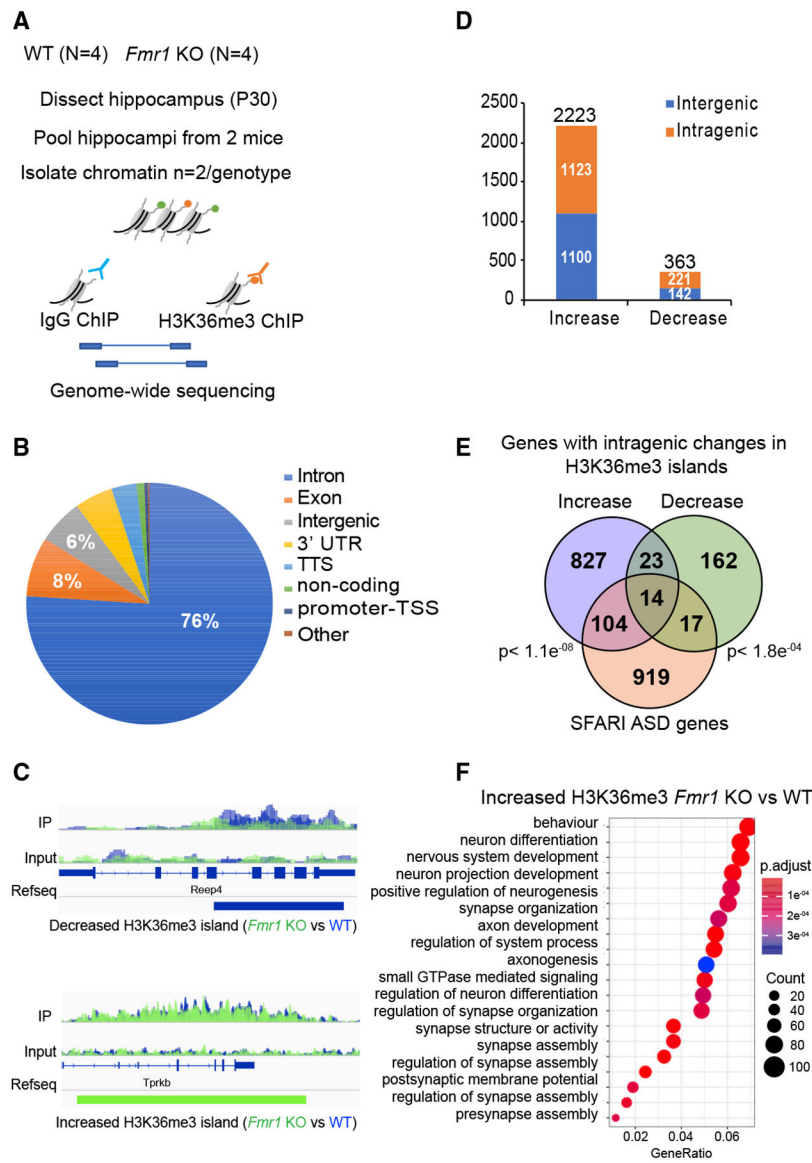 A
WT (N=4) Fmr1 KO (N=4)
Dissect hippocampus (P30)
Pool hippocampi from 2 mice
Isolate chromatin n=2/genotype
IgG ChIP
H3K36me3 ChIP
Genome-wide sequencing
B
6%
8%
76%
Intron
Exon
Intergenic
3' UTR
TTS
non-coding
promoter-TSS
Other
C
IP
Input
Refseq
Reep4
Decreased H3K36me3 island (Fmr1 KO vs WT)
IP
Input
Refseq
Tprkb
Increased H3K36me3 island (Fmr1 KO vs WT)
D
2500
2000
1500
1000
500
0
2223
1123
1100
363
221
142
Increase
Decrease
Intergenic
Intragenic
E
Genes with intragenic changes in
H3K36me3 islands
Increase
Decrease
827
23
162
14
104
17
919
p< 1.1e-08
p< 1.8e-04
SFARI ASD genes
F
Increased H3K36me3 Fmr1 KO vs WT
behaviour
neuron differentiation
nervous system development
neuron projection development
positive regulation of neurogenesis
synapse organization
axon development
regulation of system process
axonogenesis
small GTPase mediated signaling
regulation of neuron differentiation
regulation of synapse organization
synapse structure or activity
synapse assembly
regulation of synapse assembly
postsynaptic membrane potential
regulation of synapse assembly
presynapse assembly
0.02
0.04
0.06
GeneRatio
p.adjust
1e-04
2e-04
3e-04
Count
20
40
60
80
100